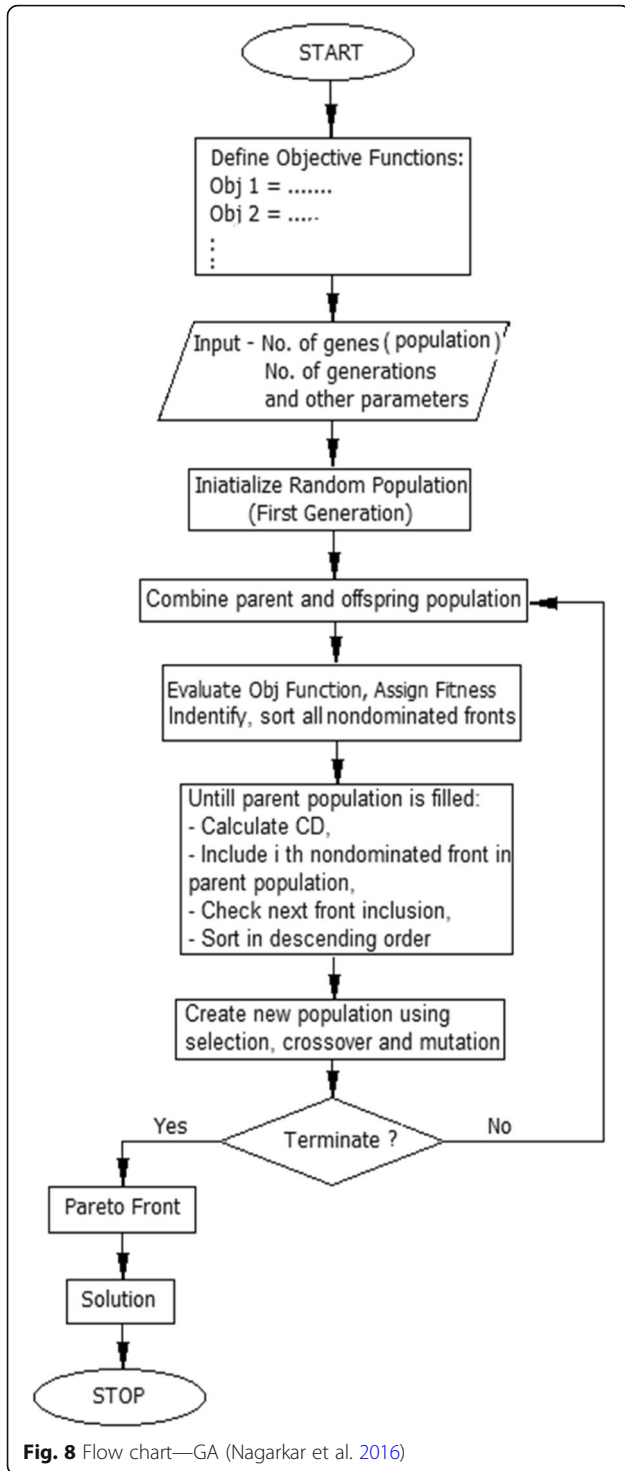 START
Define Objective Functions:
Obj 1 = .......
Obj 2 = .....
Input - No. of genes ( population )
No. of generations
and other parameters
Iniatialize Random Population
(First Generation)
Combine parent and offspring population
Evaluate Obj Function, Assign Fitness
Indentify, sort all nondominated fronts
Untill parent population is filled:
- Calculate CD,
- Include i th nondominated front in
parent population,
- Check next front inclusion,
- Sort in descending order
Create new population using
selection, crossover and mutation
Terminate ?
Yes
No
Pareto Front
Solution
STOP
Fig. 8 Flow chart—GA (Nagarkar et al. 2016)